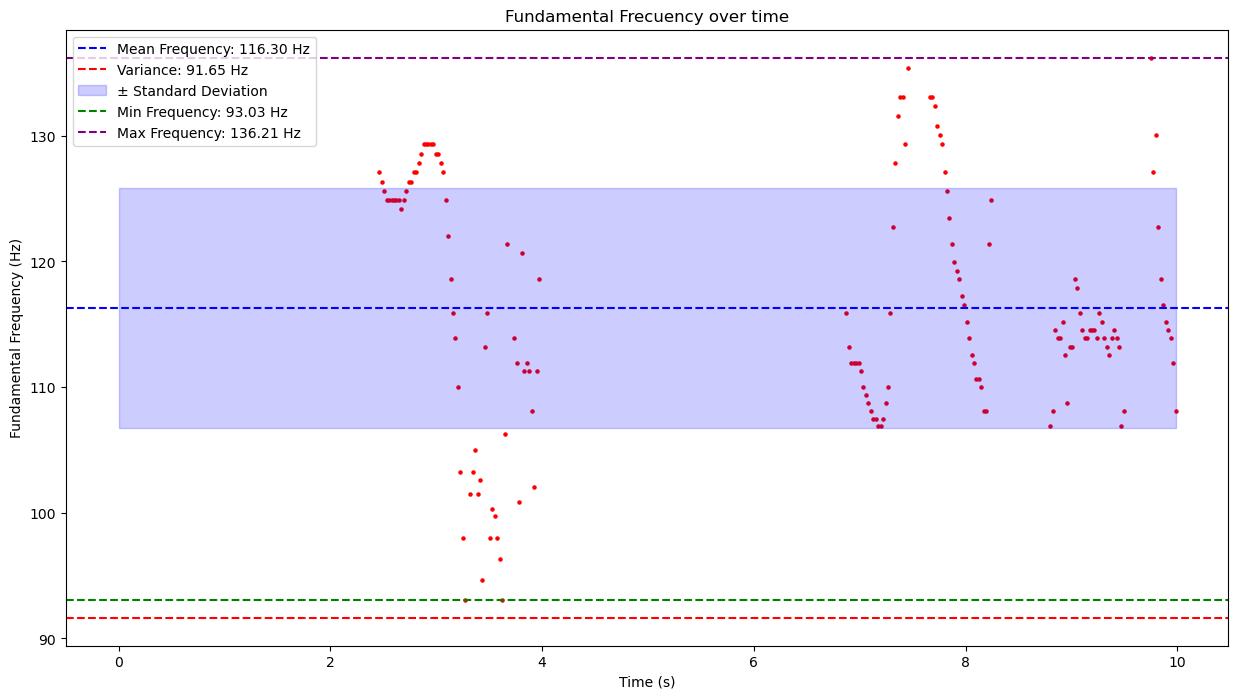 Fundamental Frecuency over time
Mean Frequency: 116.30 Hz
Variance: 91.65 Hz
± Standard Deviation
Min Frequency: 93.03 Hz
Max Frequency: 136.21 Hz
Fundamental Frequency (Hz)
130
120
110
100
90
0 2 4 6 8 10
Time (s)